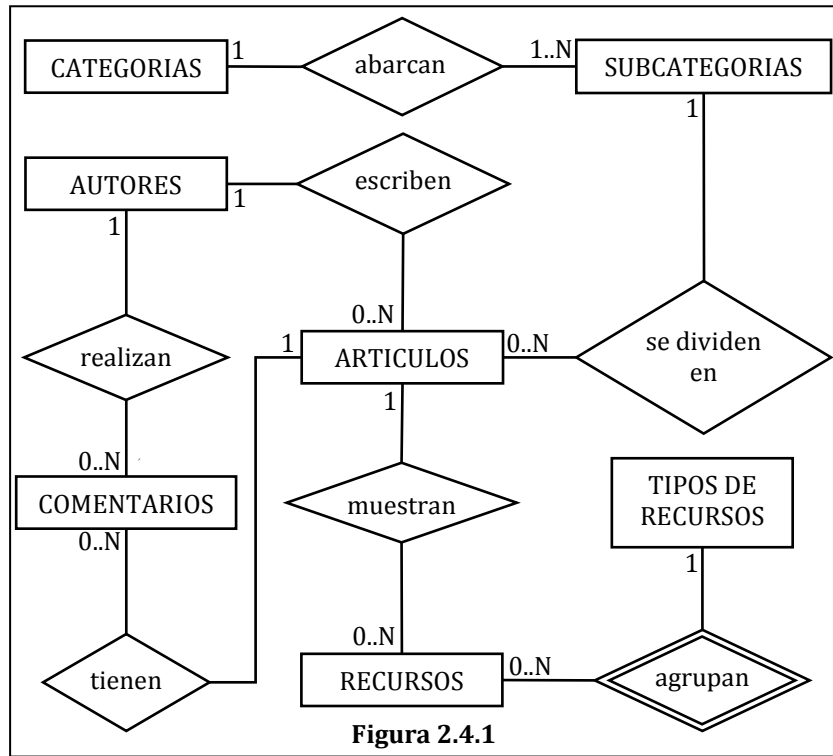 CATEGORIAS
1
abarcan
1..N
SUBCATEGORIAS
1
AUTORES
1
1
escriben
0..N
realizan
1
ARTICULOS
0..N
1
se dividen
en
0..N
COMENTARIOS
0..N
muestran
TIPOS DE
RECURSOS
1
tienen
0..N
RECURSOS
0..N
agrupan
Figura 2.4.1